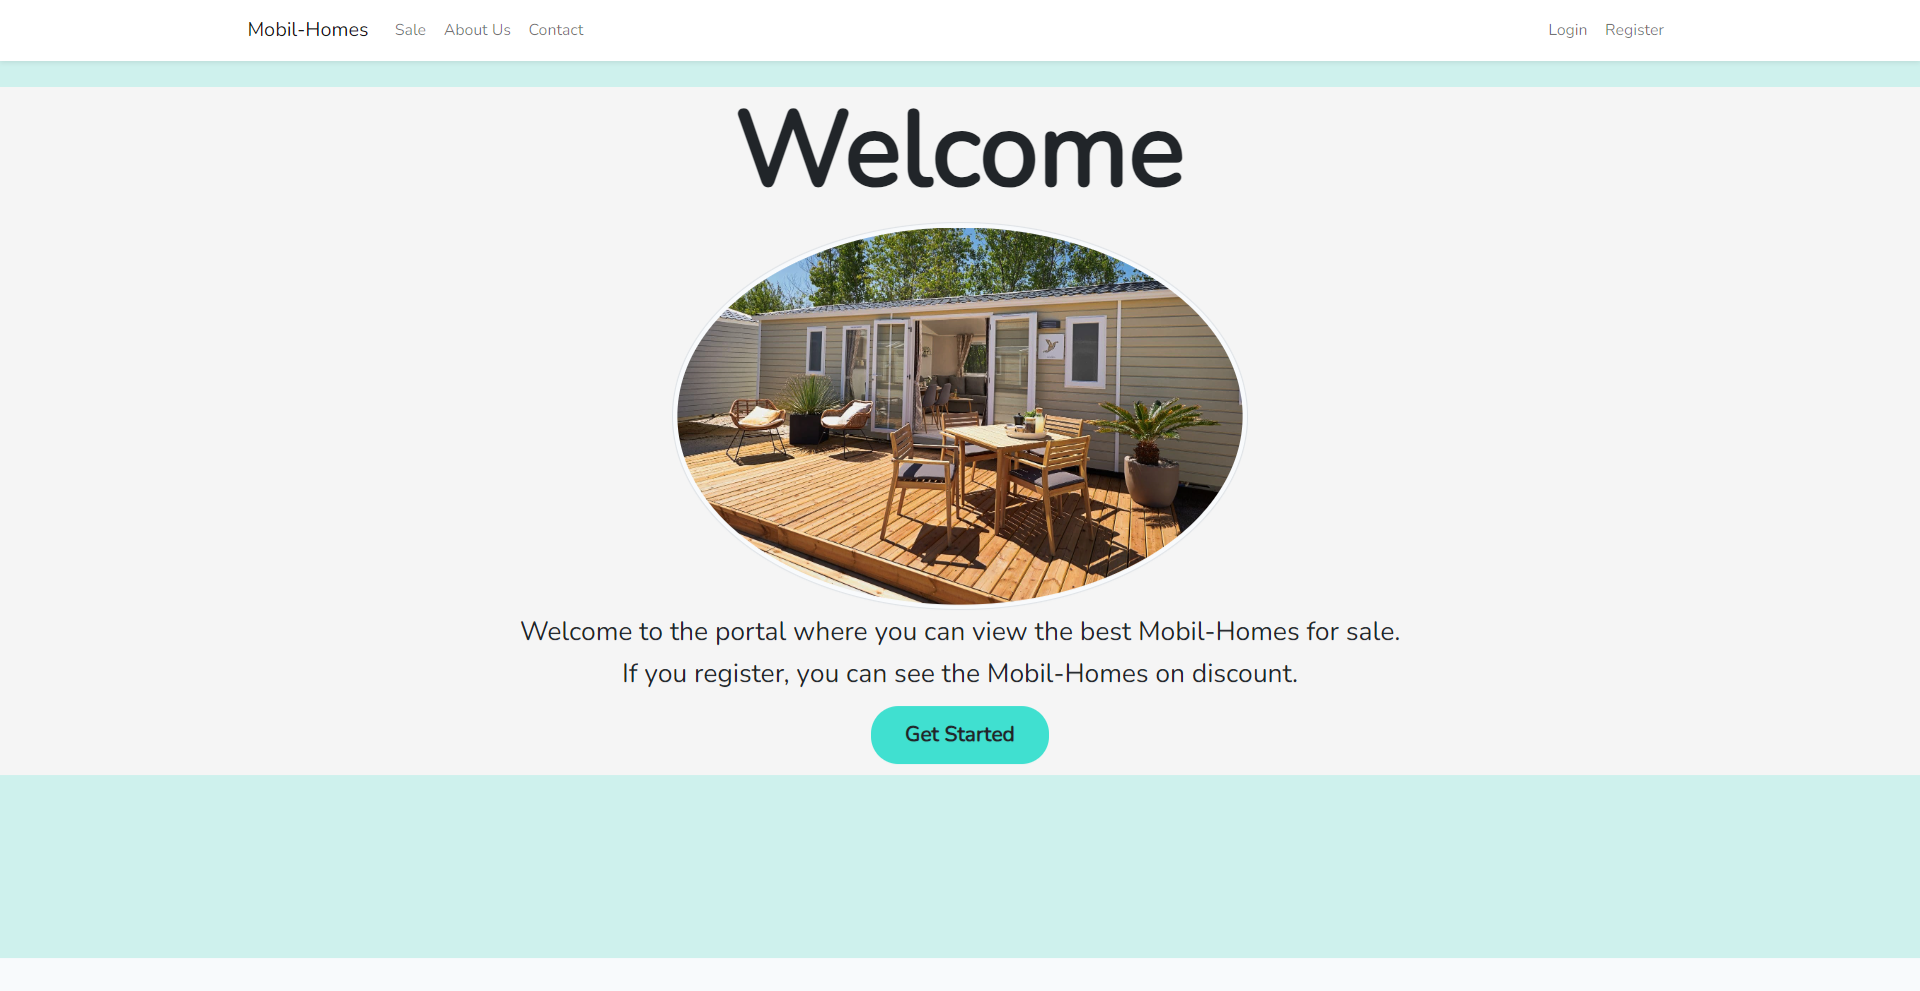 Mobil-Homes Sale About Us Contact Login Register
Welcome
Welcome to the portal where you can view the best Mobil-Homes for sale.
If you register, you can see the Mobil-Homes on discount.
Get Started